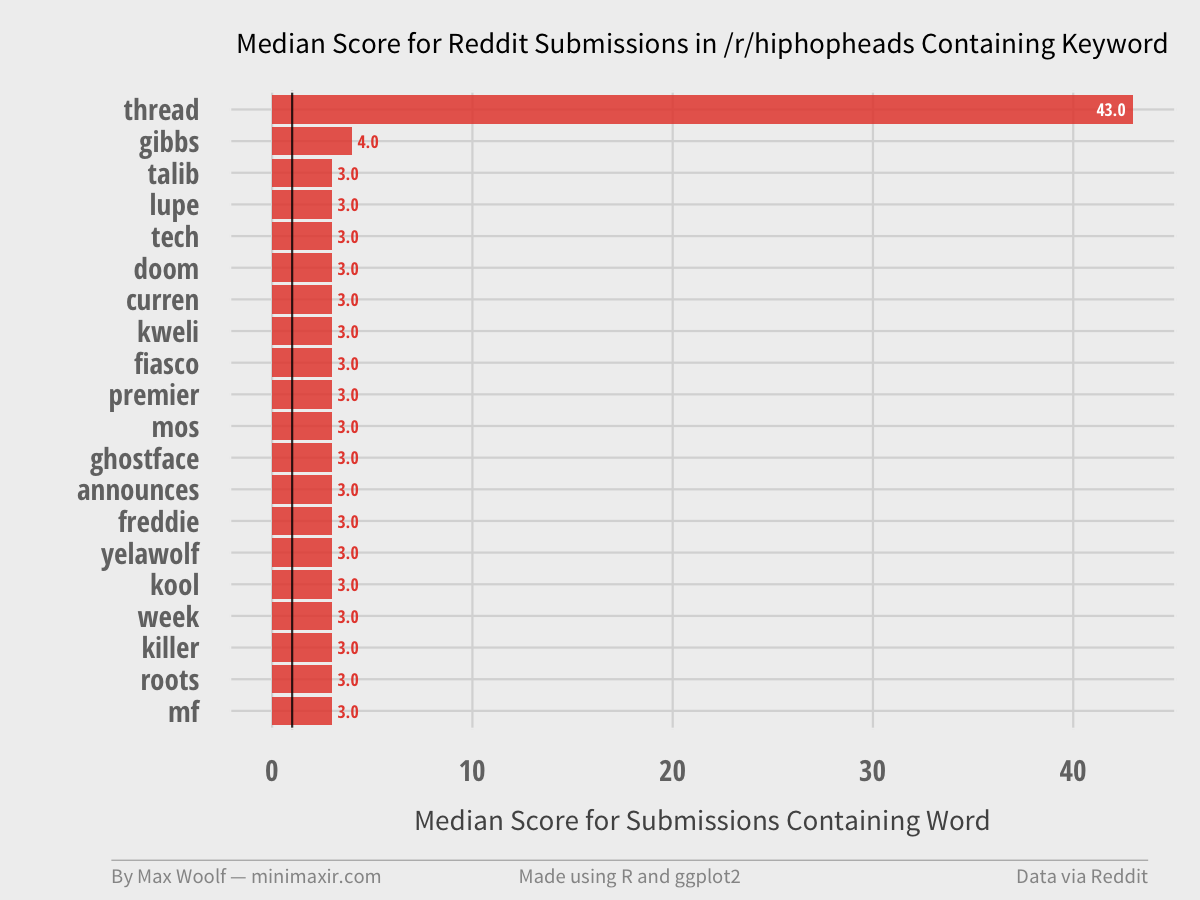 Median Score for Reddit Submissions in /r/hiphopheads Containing Keyword
thread 43.0
gibbs 4.0
talib 3.0
lupe 3.0
tech 3.0
doom 3.0
curren 3.0
kweli 3.0
fiasco 3.0
premier 3.0
mos 3.0
ghostface 3.0
announces 3.0
freddie 3.0
yelawolf 3.0
kool 3.0
week 3.0
killer 3.0
roots 3.0
mf 3.0
0 10 20 30 40
Median Score for Submissions Containing Word
By Max Woolf — minimaxir.com Made using R and ggplot2 Data via Reddit